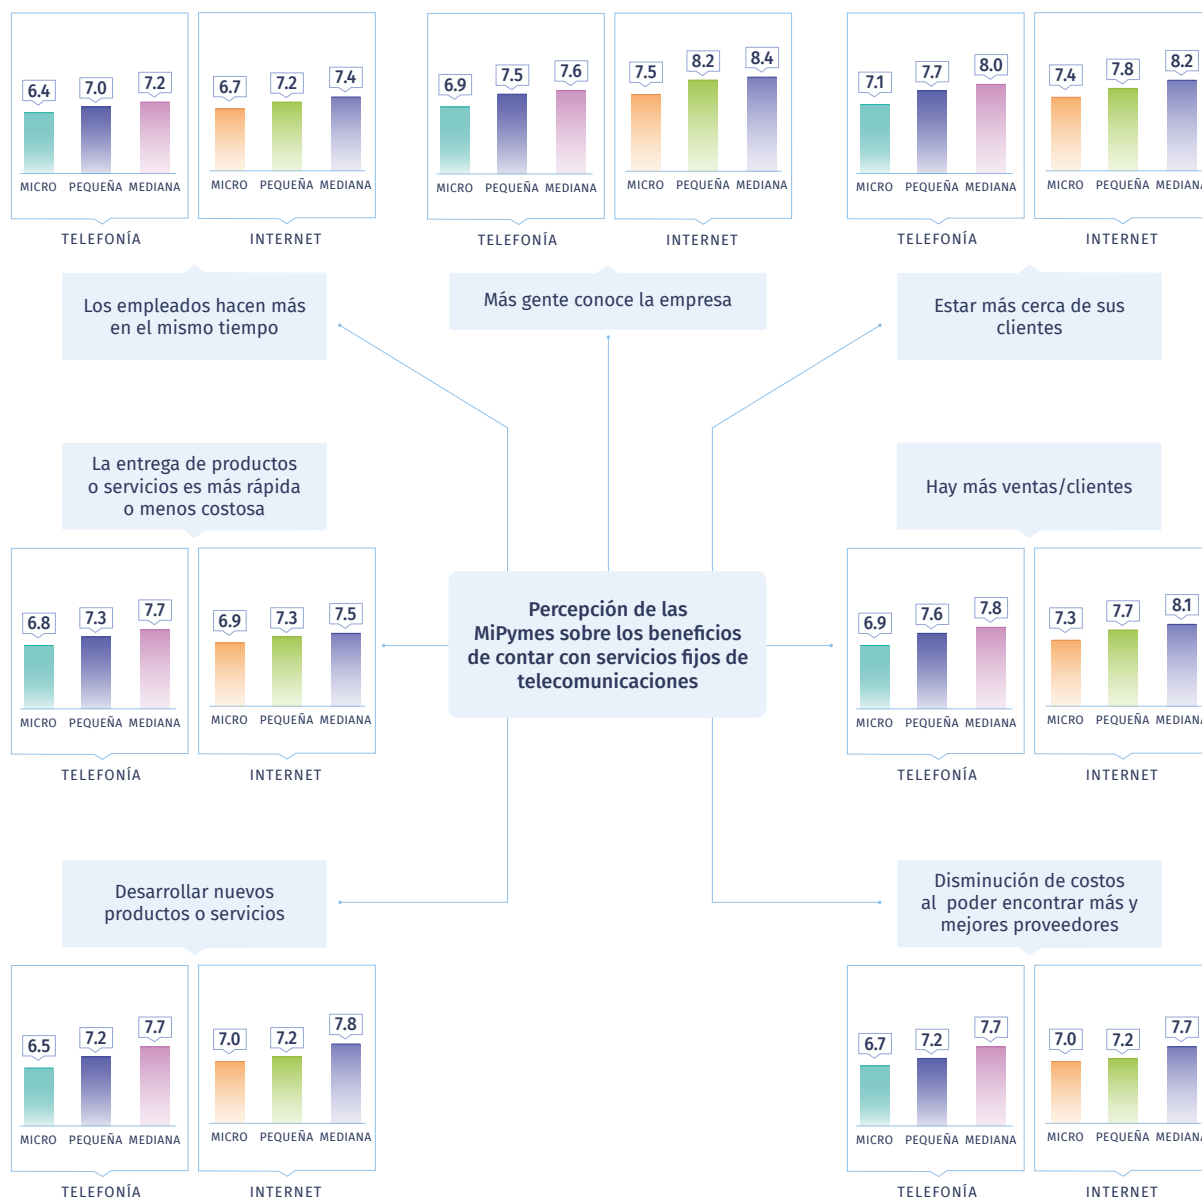 6.4
7.0
7.2
MICRO PEQUEÑA MEDIANA
TELEFONÍA
6.7
7.2
7.4
MICRO PEQUEÑA MEDIANA
INTERNET
Los empleados hacen más
en el mismo tiempo
6.9
7.5
7.6
MICRO PEQUEÑA MEDIANA
TELEFONÍA
7.5
8.2
8.4
MICRO PEQUEÑA MEDIANA
INTERNET
Más gente conoce la empresa
7.1
7.7
8.0
MICRO PEQUEÑA MEDIANA
TELEFONÍA
7.4
7.8
8.2
MICRO PEQUEÑA MEDIANA
INTERNET
Estar más cerca de sus
clientes
La entrega de productos
o servicios es más rápida
o menos costosa
6.8
7.3
7.7
MICRO PEQUEÑA MEDIANA
TELEFONÍA
6.9
7.3
7.5
MICRO PEQUEÑA MEDIANA
INTERNET
Percepción de las
MiPymes sobre los beneficios
de contar con servicios fijos de
telecomunicaciones
Hay más ventas/clientes
6.9
7.6
7.8
MICRO PEQUEÑA MEDIANA
TELEFONÍA
7.3
7.7
8.1
MICRO PEQUEÑA MEDIANA
INTERNET
Desarrollar nuevos
productos o servicios
6.5
7.2
7.7
MICRO PEQUEÑA MEDIANA
TELEFONÍA
7.0
7.2
7.8
MICRO PEQUEÑA MEDIANA
INTERNET
Disminución de costos
al poder encontrar más y
mejores proveedores
6.7
7.2
7.7
MICRO PEQUEÑA MEDIANA
TELEFONÍA
7.0
7.2
7.7
MICRO PEQUEÑA MEDIANA
INTERNET